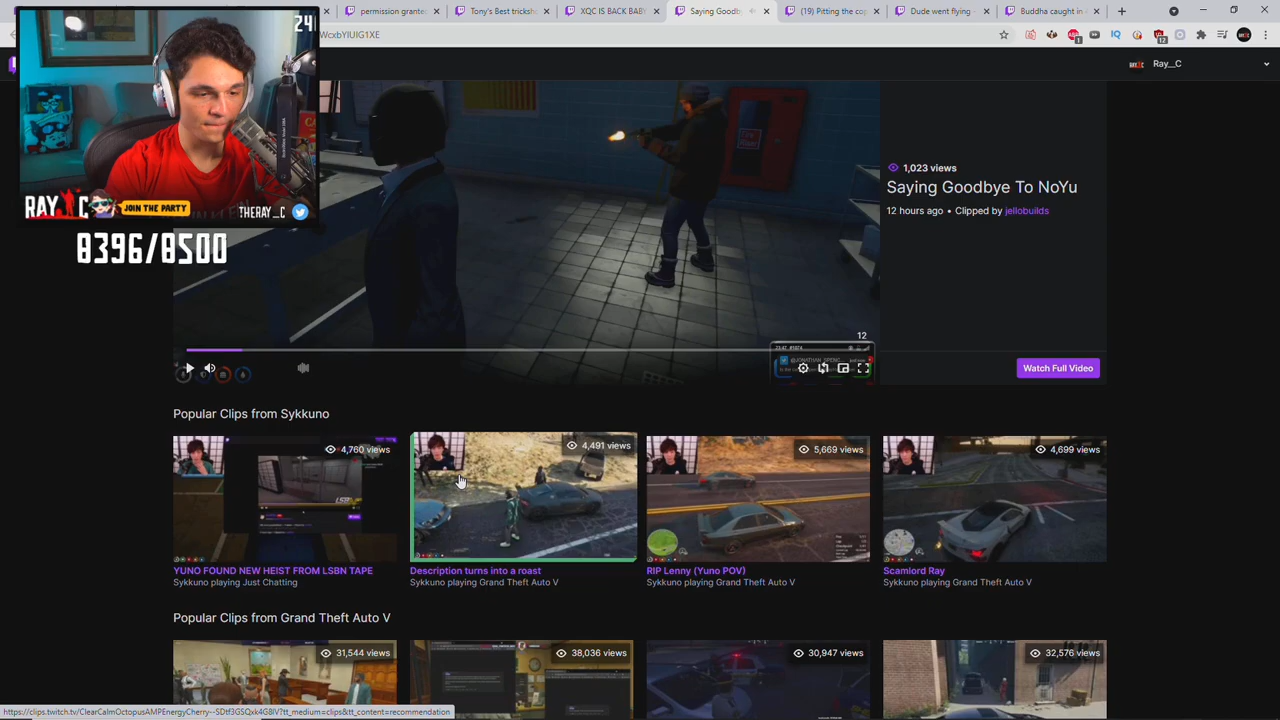 permission grante
Tony's Best tricksh
XQC IS BACK BABY
Saying Goodb
(19) Pitting the cop
Dude went flying
Buddha caught in
24
WcxbYlUIG1XE
Ray__C
RAY C
JOIN THE PARTY
THERAY_C
8396/8500
1,023 views
Saying Goodbye To NoYu
12 hours ago • Clipped by jellobuilds
12
Watch Full Video
Popular Clips from Sykkuno
4,760 views
4,491 views
5,669 views
4,699 views
YUNO FOUND NEW HEIST FROM LSBN TAPE
Description turns into a roast
RIP Lenny (Yuno POV)
Scamlord Ray
Sykkuno playing Just Chatting
Sykkuno playing Grand Theft Auto V
Sykkuno playing Grand Theft Auto V
Sykkuno playing Grand Theft Auto V
Popular Clips from Grand Theft Auto V
31,544 views
38,036 views
30,947 views
32,576 views